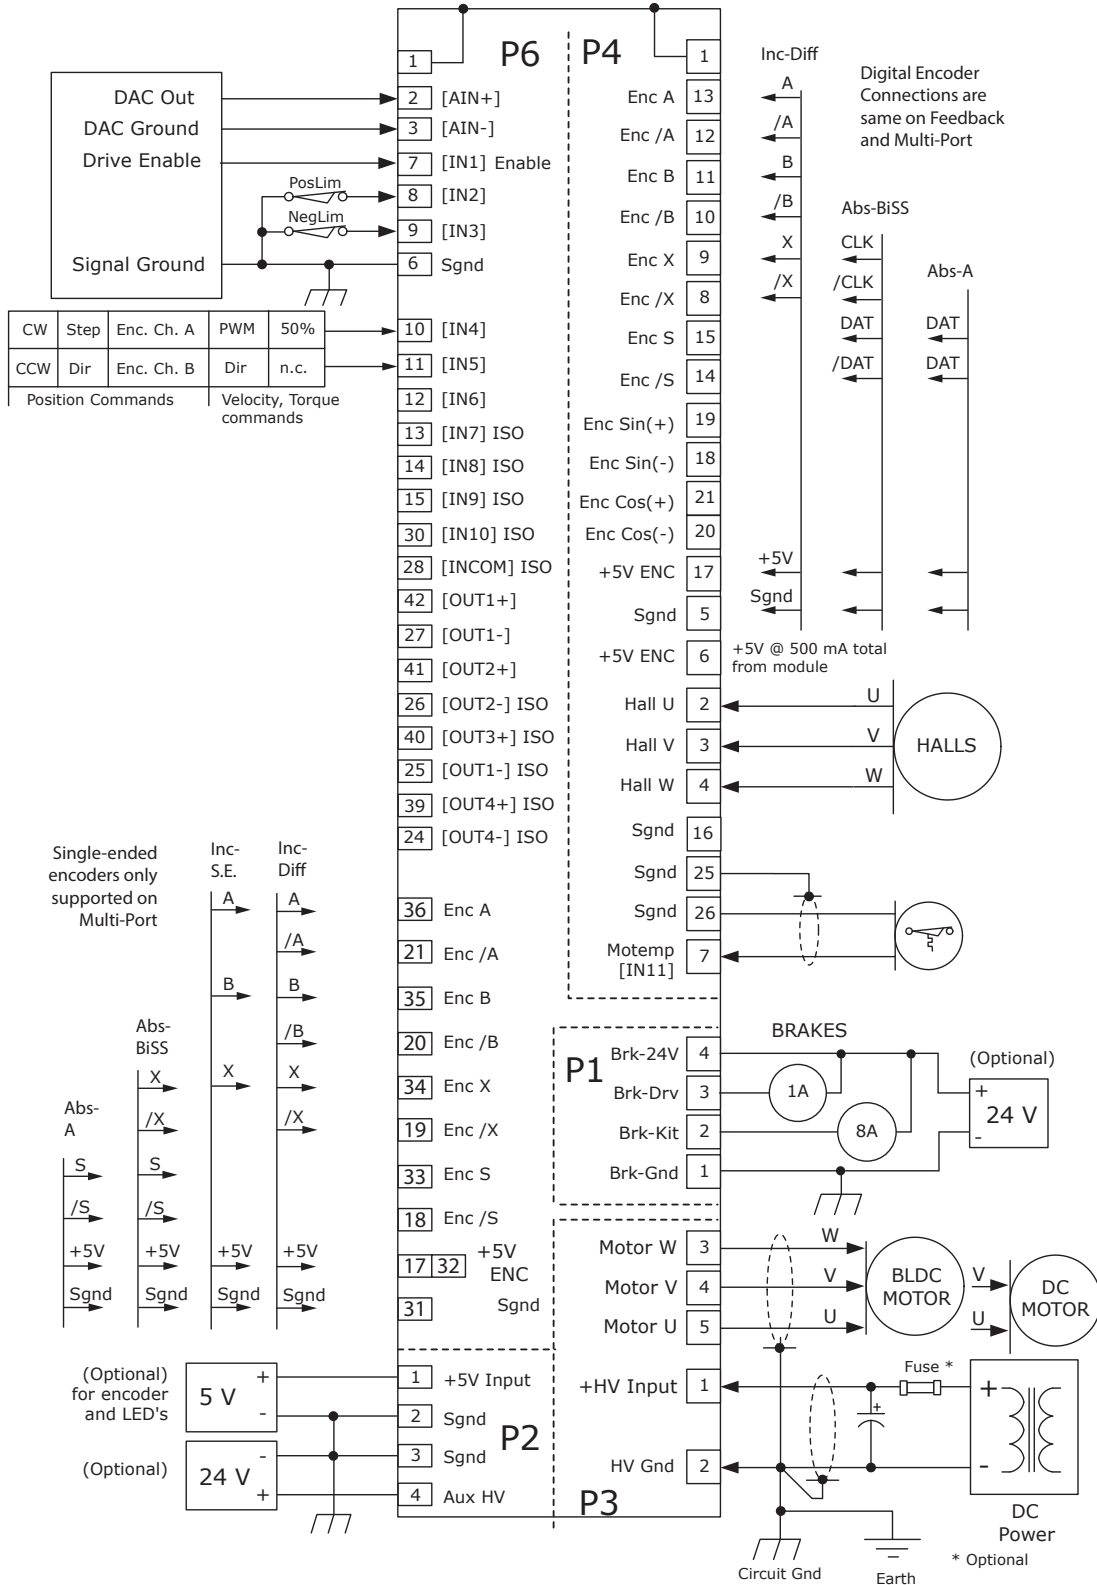 P6
P4
1
DAC Out
2 [AIN+]
DAC Ground
3 [AIN-]
Drive Enable
7 [IN1] Enable
PosLim
8 [IN2]
NegLim
9 [IN3]
Signal Ground
6 Sgnd
CW Step Enc. Ch. A PWM 50%
10 [IN4]
CCW Dir Enc. Ch. B Dir n.c.
11 [IN5]
Position Commands
Velocity, Torque
commands
12 [IN6]
13 [IN7] ISO
14 [IN8] ISO
15 [IN9] ISO
30 [IN10] ISO
28 [INCOM] ISO
42 [OUT1+]
27 [OUT1-]
41 [OUT2+]
26 [OUT2-] ISO
40 [OUT3+] ISO
25 [OUT1-] ISO
39 [OUT4+] ISO
24 [OUT4-] ISO
36 Enc A
21 Enc /A
35 Enc B
20 Enc /B
34 Enc X
19 Enc /X
33 Enc S
18 Enc /S
17 32 +5V
ENC
31 Sgnd
Single-ended
encoders only
supported on
Multi-Port
Inc-
S.E.
A
B
X
+5V
Sgnd
Inc-
Diff
A
/A
B
/B
X
/X
+5V
Sgnd
Abs-
BiSS
X
/X
S
/S
+5V
Sgnd
Abs-
A
S
/S
+5V
Sgnd
(Optional)
for encoder
and LED's
5 V
+
-
1 +5V Input
2 Sgnd
P2
3 Sgnd
4 Aux HV
(Optional)
24 V
-
+
1
Enc A 13
Enc /A 12
Enc B 11
Enc /B 10
Enc X 9
Enc /X 8
Enc S 15
Enc /S 14
Enc Sin(+) 19
Enc Sin(-) 18
Enc Cos(+) 21
Enc Cos(-) 20
+5V ENC 17
Sgnd 5
+5V ENC 6
Hall U 2
Hall V 3
Hall W 4
Sgnd 16
Sgnd 25
Sgnd 26
Motemp
[IN11] 7
Inc-Diff
A
/A
B
/B
X
/X
+5V
Sgnd
Digital Encoder
Connections are
same on Feedback
and Multi-Port
Abs-BiSS
CLK
/CLK
DAT
/DAT
Abs-A
DAT
DAT
+5V @ 500 mA total
from module
U
V
W
HALLS
P1
BRAKES
Brk-24V 4
Brk-Drv 3
1A
Brk-Kit 2
8A
Brk-Gnd 1
(Optional)
+
24 V
-
Motor W 3
W
Motor V 4
V
Motor U 5
U
BLDC
MOTOR
V
U
DC
MOTOR
+HV Input 1
Fuse *
+
+
HV Gnd 2
-
P3
DC
Power
* Optional
Circuit Gnd
Earth